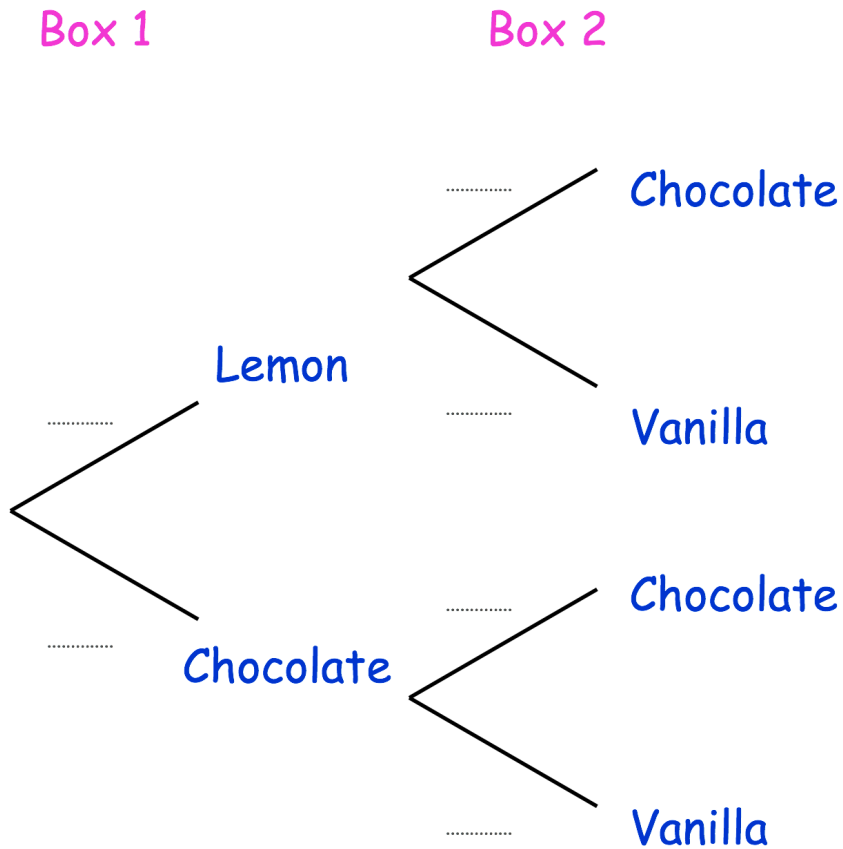 Box 1
Box 2
Chocolate
Lemon
Vanilla
Chocolate
Chocolate
Vanilla